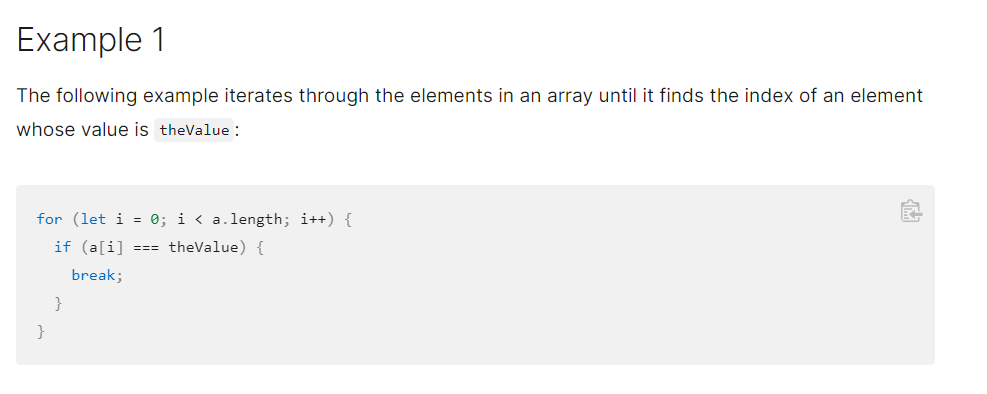 Example 1
The following example iterates through the elements in an array until it finds the index of an element
whose value is theValue:
for (let i = 0; i < a.length; i++) {
  if (a[i] === theValue) {
    break;
  }
}